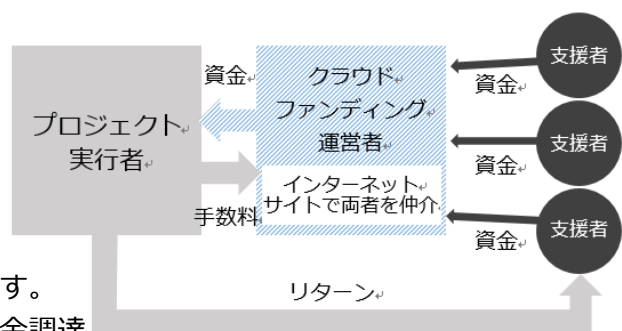 資金
クラウド
ファンディング
運営者
インターネット
サイトで両者を仲介
プロジェクト
実行者
手数料
支援者
資金
支援者
資金
支援者
資金
リターン
す。
金調達